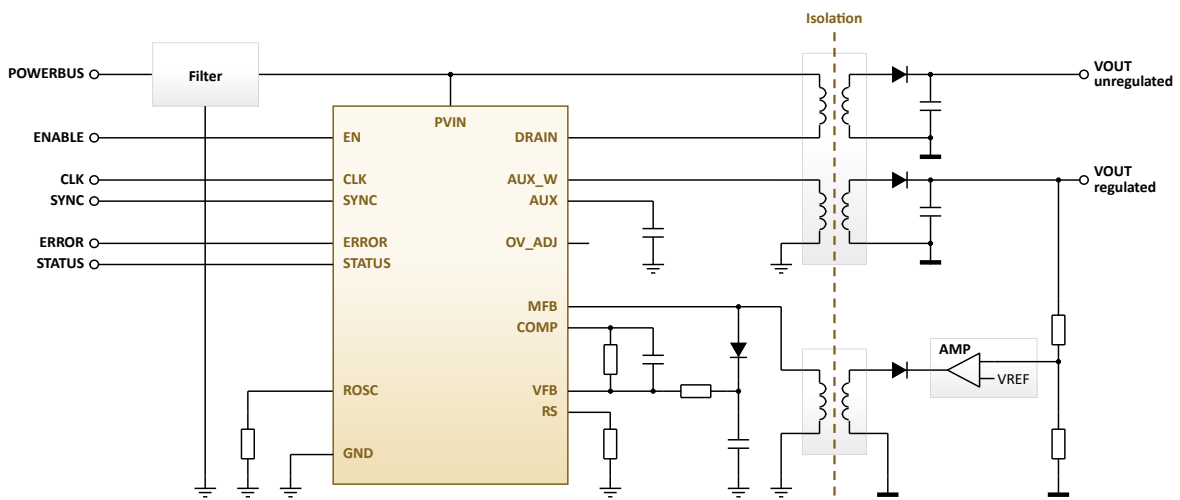 Isolation
POWERBUS
Filter
VOUT
unregulated
PVIN
ENABLE
EN
DRAIN
CLK
CLK
AUX_W
VOUT
regulated
SYNC
SYNC
AUX
ERROR
ERROR
OV_ADJ
STATUS
STATUS
MFB
COMP
AMP
VREF
ROSC
VFB
RS
GND